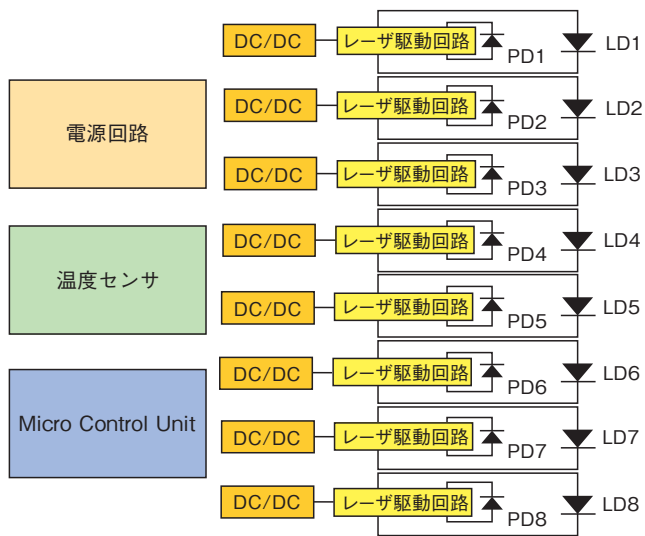 電源回路
温度センサ
Micro Control Unit
DC/DC レーザ駆動回路 PD1 LD1
DC/DC レーザ駆動回路 PD2 LD2
DC/DC レーザ駆動回路 PD3 LD3
DC/DC レーザ駆動回路 PD4 LD4
DC/DC レーザ駆動回路 PD5 LD5
DC/DC レーザ駆動回路 PD6 LD6
DC/DC レーザ駆動回路 PD7 LD7
DC/DC レーザ駆動回路 PD8 LD8